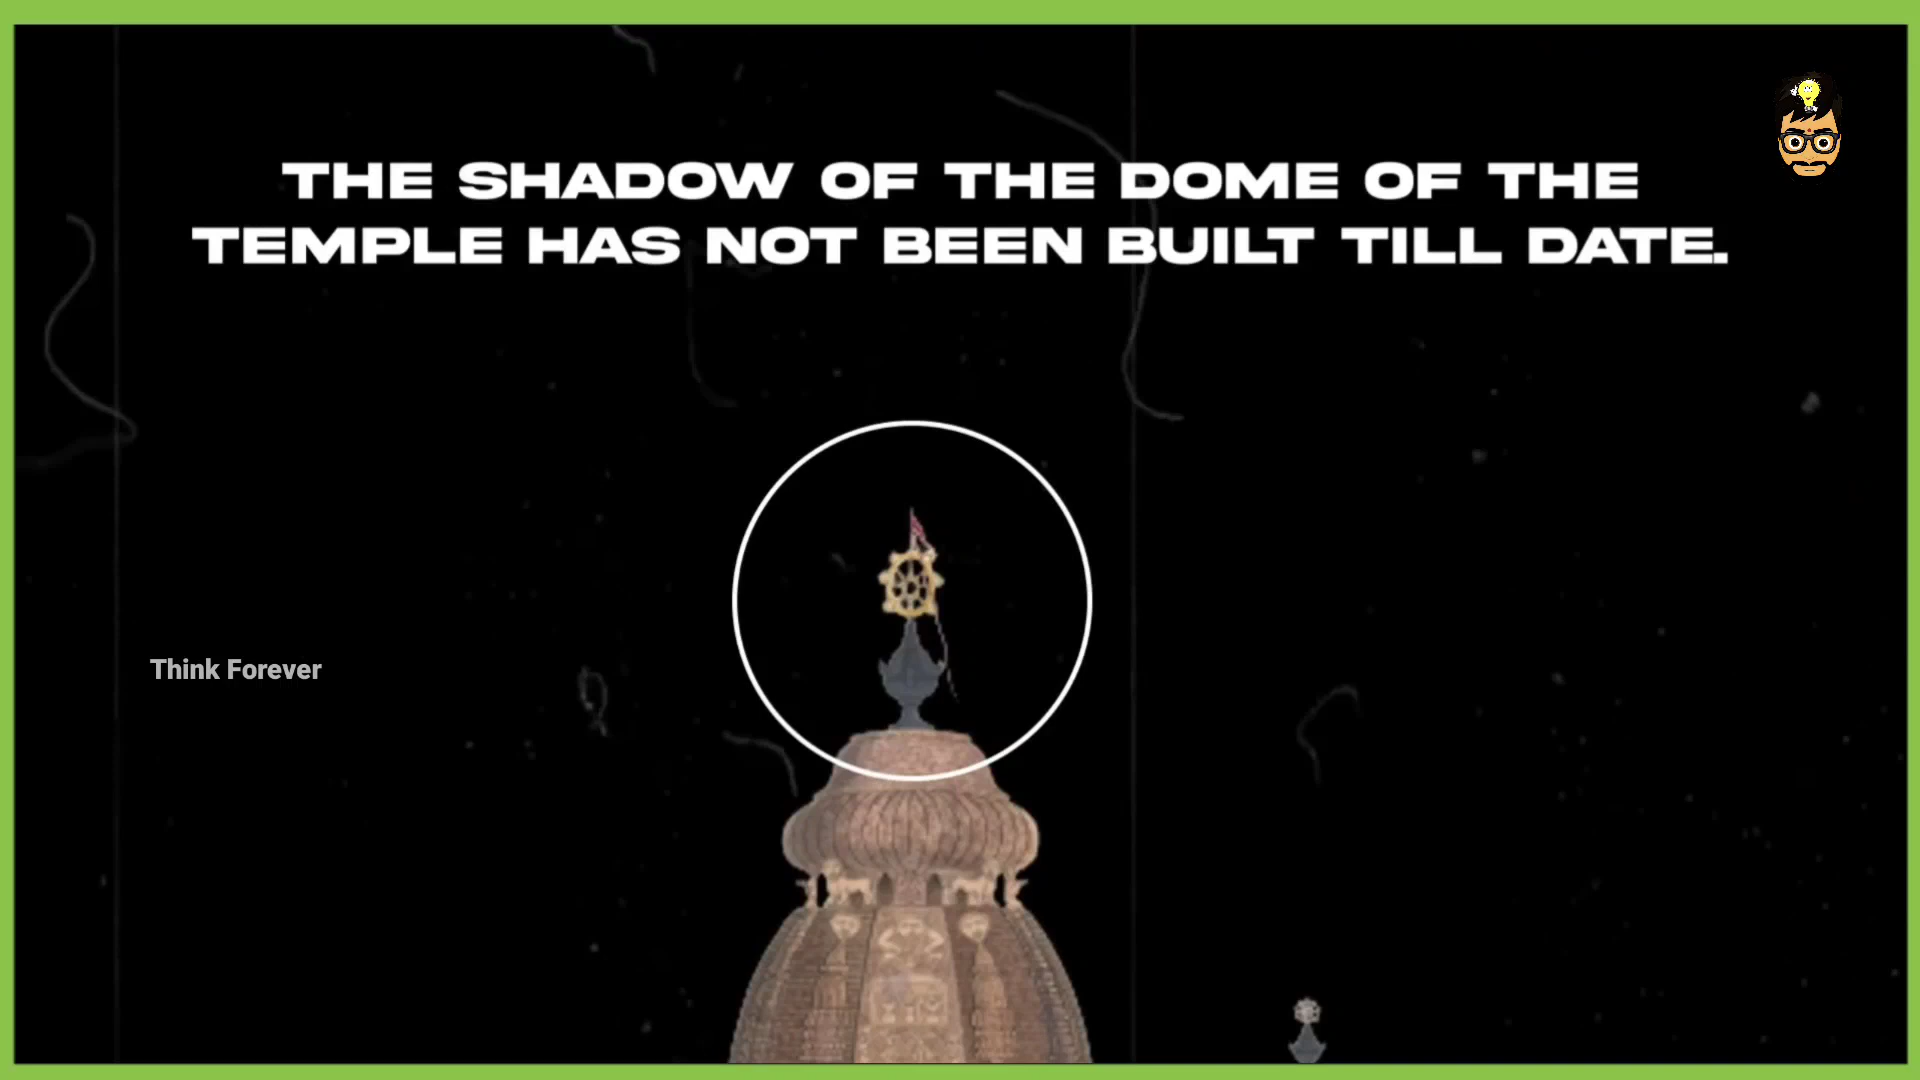 THE SHADOW OF THE DOME OF THE
TEMPLE HAS NOT BEEN BUILT TILL DATE.
Think Forever